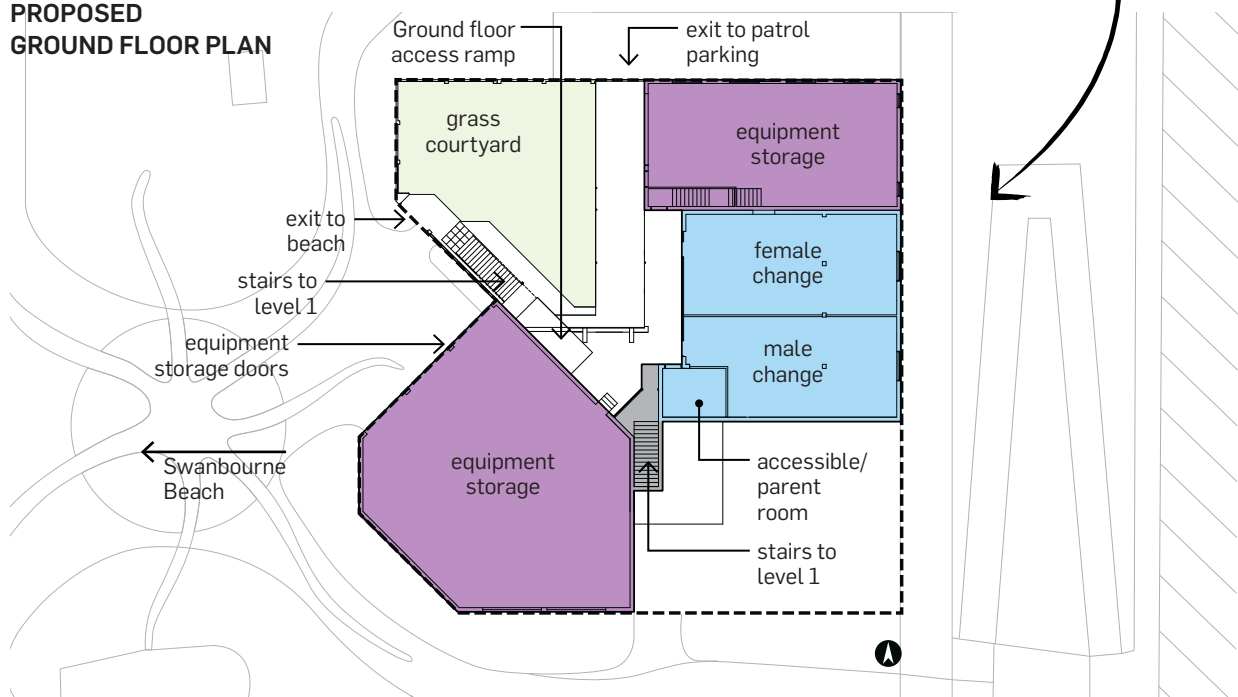 PROPOSED
GROUND FLOOR PLAN
Ground floor
access ramp
exit to patrol
parking
grass
courtyard
equipment
storage
exit to
beach
female
change
stairs to
level 1
equipment
storage doors
male
change
Swanbourne
Beach
equipment
storage
accessible/
parent
room
stairs to
level 1